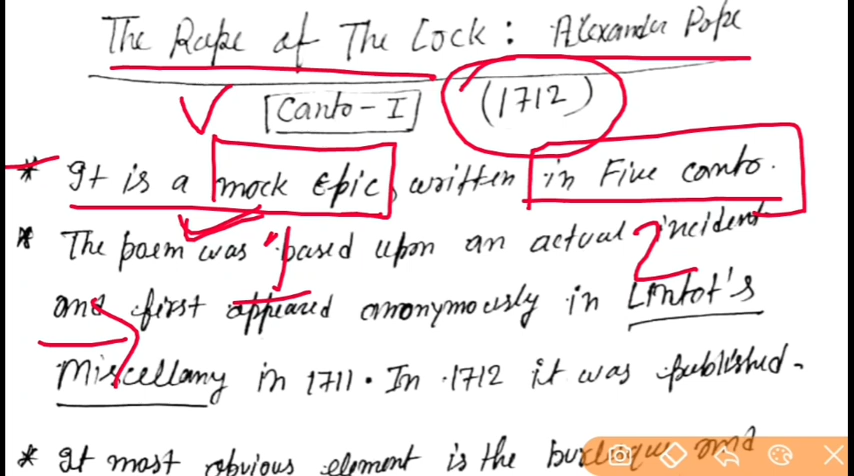 The Rape of The Lock : Alexander Pope
[Canto - I] (1712)
* It is a mock Epic, written in Five canto.
* The poem was based upon an actual incident
and first appeared anonymously in Lintot's
Miscellany in 1711. In 1712 it was published.
* It most obvious element is the burlesque and